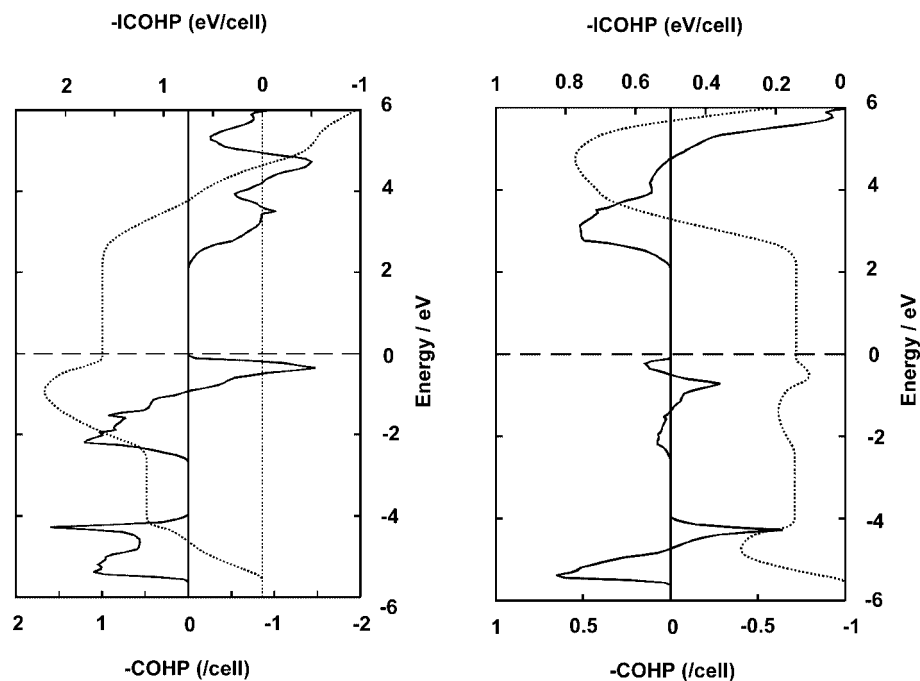 -ICOHP (eV/cell)
2 1 0 -1
6
4
2
0
-2
-4
-6
Energy / eV
2 1 0 -1 -2
-COHP (/cell)
-ICOHP (eV/cell)
1 0.8 0.6 0.4 0.2 0
6
4
2
0
-2
-4
-6
Energy / eV
1 0.5 0 -0.5 -1
-COHP (/cell)